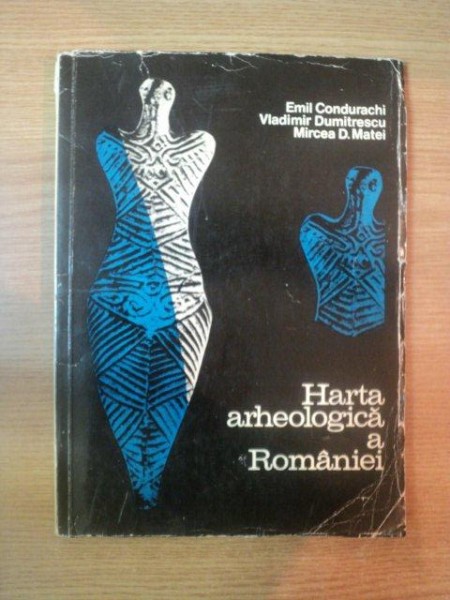 Emil Condurachi
Vladimir Dumitrescu
Mircea D. Matei
Harta
arheologică
a
României